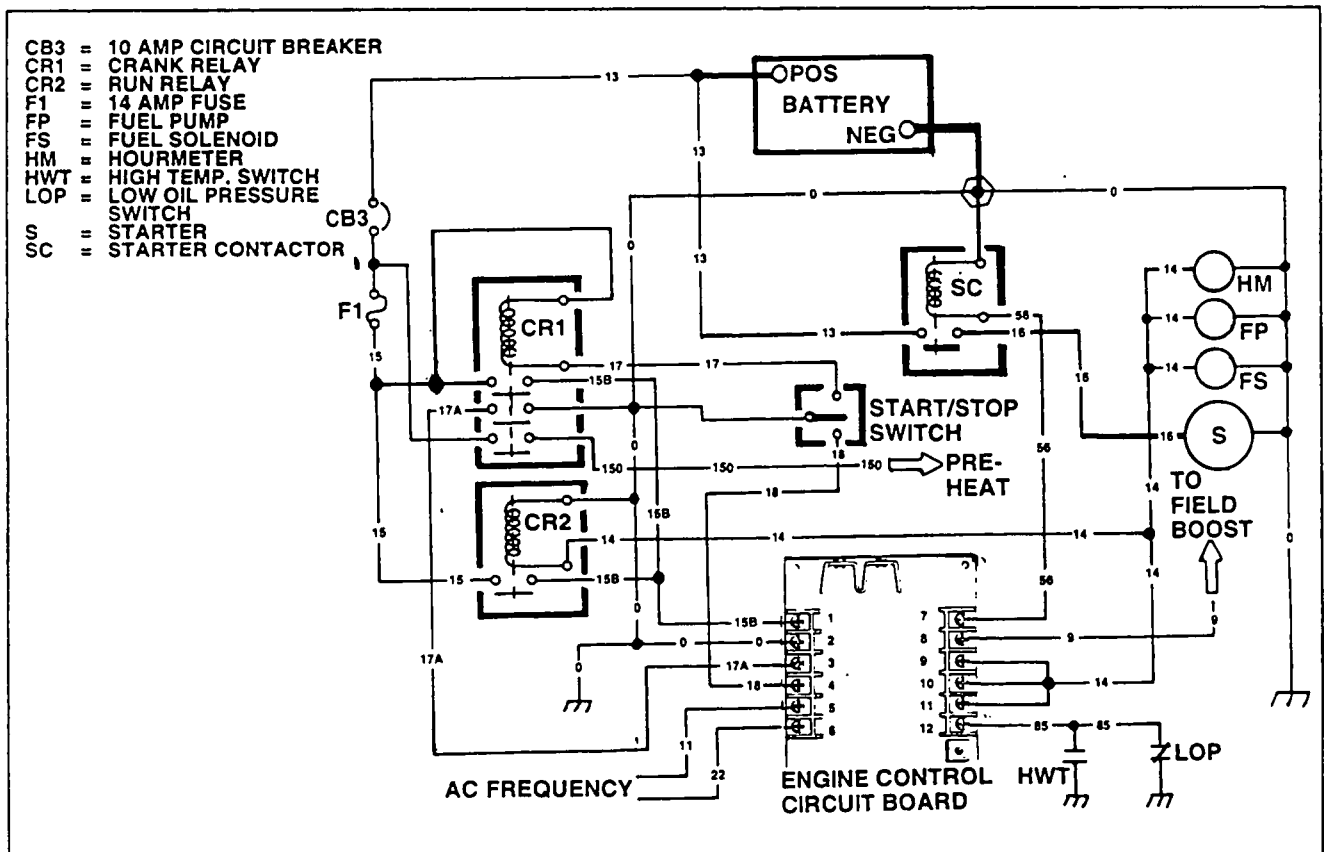 CB3 = 10 AMP CIRCUIT BREAKER
CR1 = CRANK RELAY
CR2 = RUN RELAY
F1 = 14 AMP FUSE
FP = FUEL PUMP
FS = FUEL SOLENOID
HM = HOURMETER
HWT = HIGH TEMP. SWITCH
LOP = LOW OIL PRESSURE
SWITCH
S = STARTER
SC = STARTER CONTACTOR
13
POS
BATTERY
NEG
13
0
0
CB3
0
13
SC
14
HM
F1
CR1
58
14
FP
13
16
15
17
17
14
FS
15B
16
17A
START/STOP
SWITCH
0
16
S
18
150
150
150
PRE-
HEAT
56
TO
FIELD
BOOST
18
14
15
CR2
15B
14
14
14
14
0
15
15B
56
0
9
15B
1
7
0
0
2
8
9
17A
17A
3
9
0
18
4
10
14
5
11
6
12
85
85
11
22
LOP
AC FREQUENCY
ENGINE CONTROL
CIRCUIT BOARD
HWT